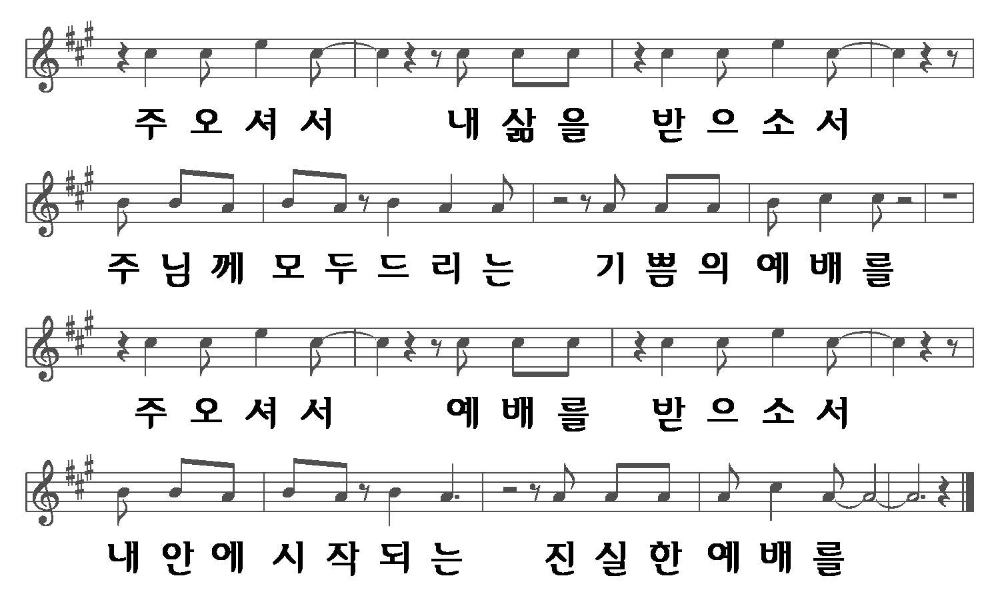 주 오 셔 서 내 삶 을 받 으 소 서
주 님 께 모 두 드 리 는 기 쁨 의 예 배 를
주 오 셔 서 예 배 를 받 으 소 서
내 안 에 시 작 되 는 진 실 한 예 배 를